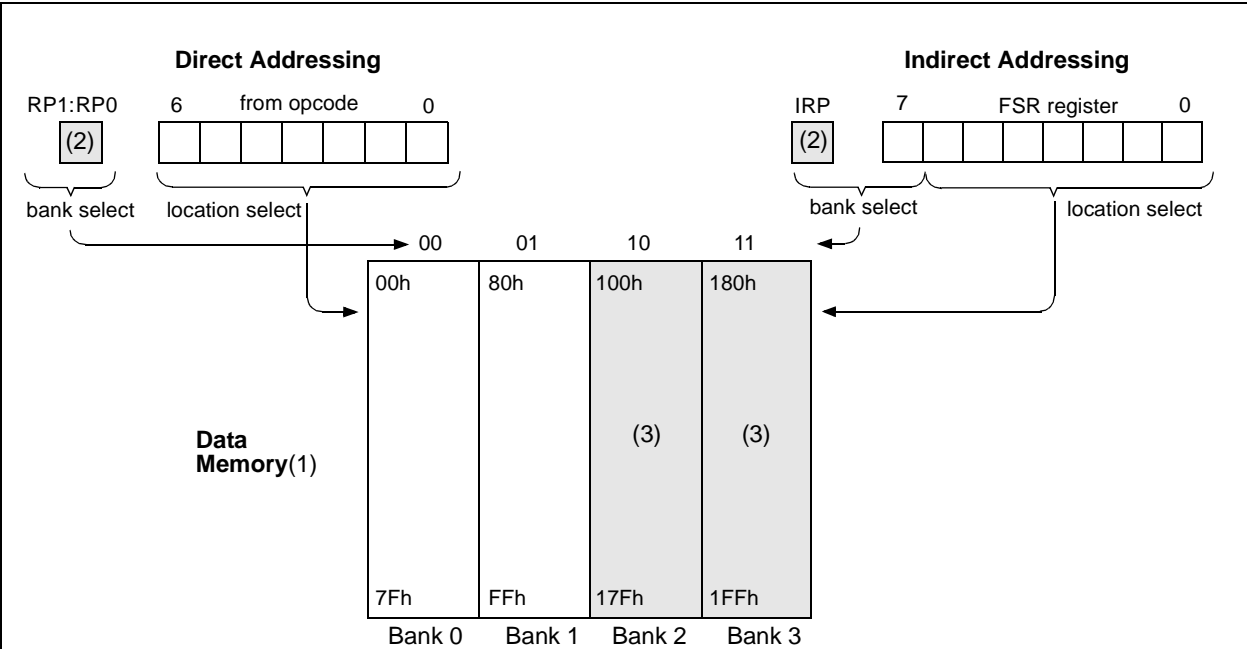 Direct Addressing
Indirect Addressing
RP1:RP0 6 from opcode 0
IRP 7 FSR register 0
(2)
(2)
bank select location select
bank select location select
00 01 10 11
00h 80h 100h 180h
Data
Memory(1)
(3) (3)
7Fh FFh 17Fh 1FFh
Bank 0 Bank 1 Bank 2 Bank 3